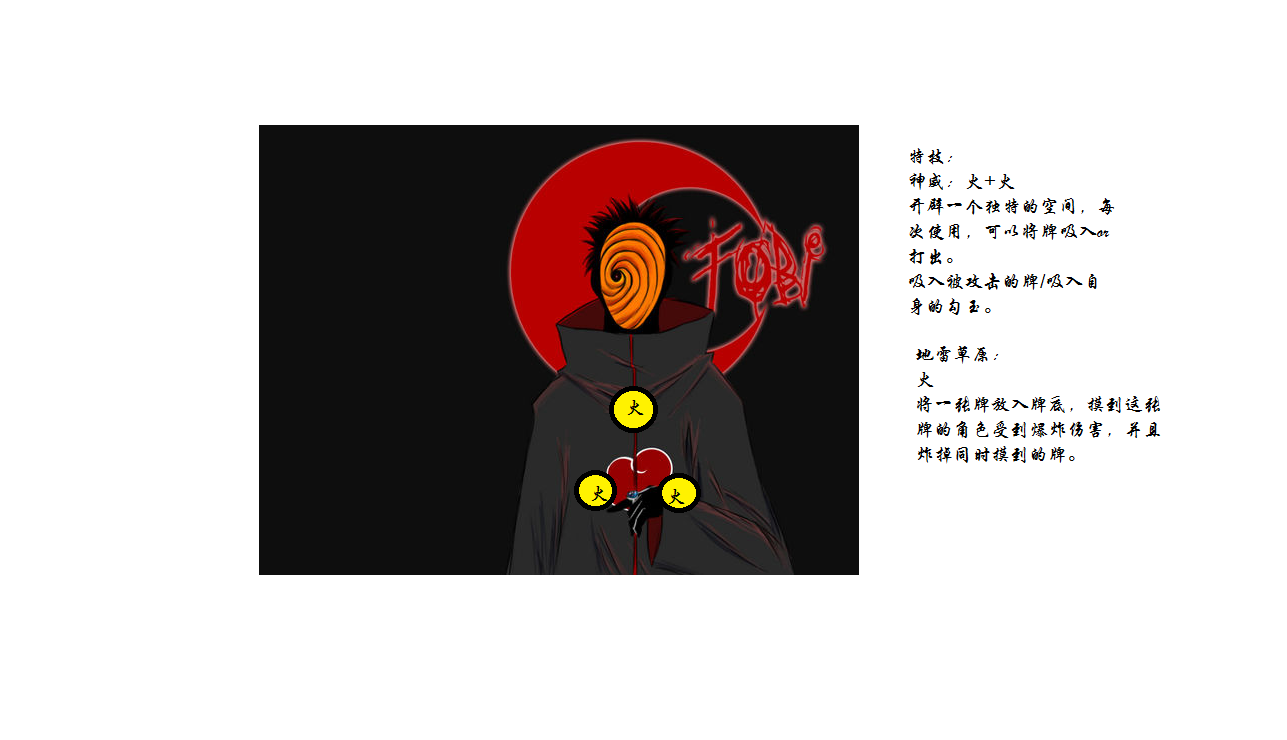 TOBI
火
火
火
特技：
神威：火+火
开辟一个独特的空间，每
次使用，可以将牌吸入or
打出。
吸入被攻击的牌/吸入自
身的勾玉。
地雷草原：
火
将一张牌放入牌底，摸到这张
牌的角色受到爆炸伤害，并且
炸掉同时摸到的牌。